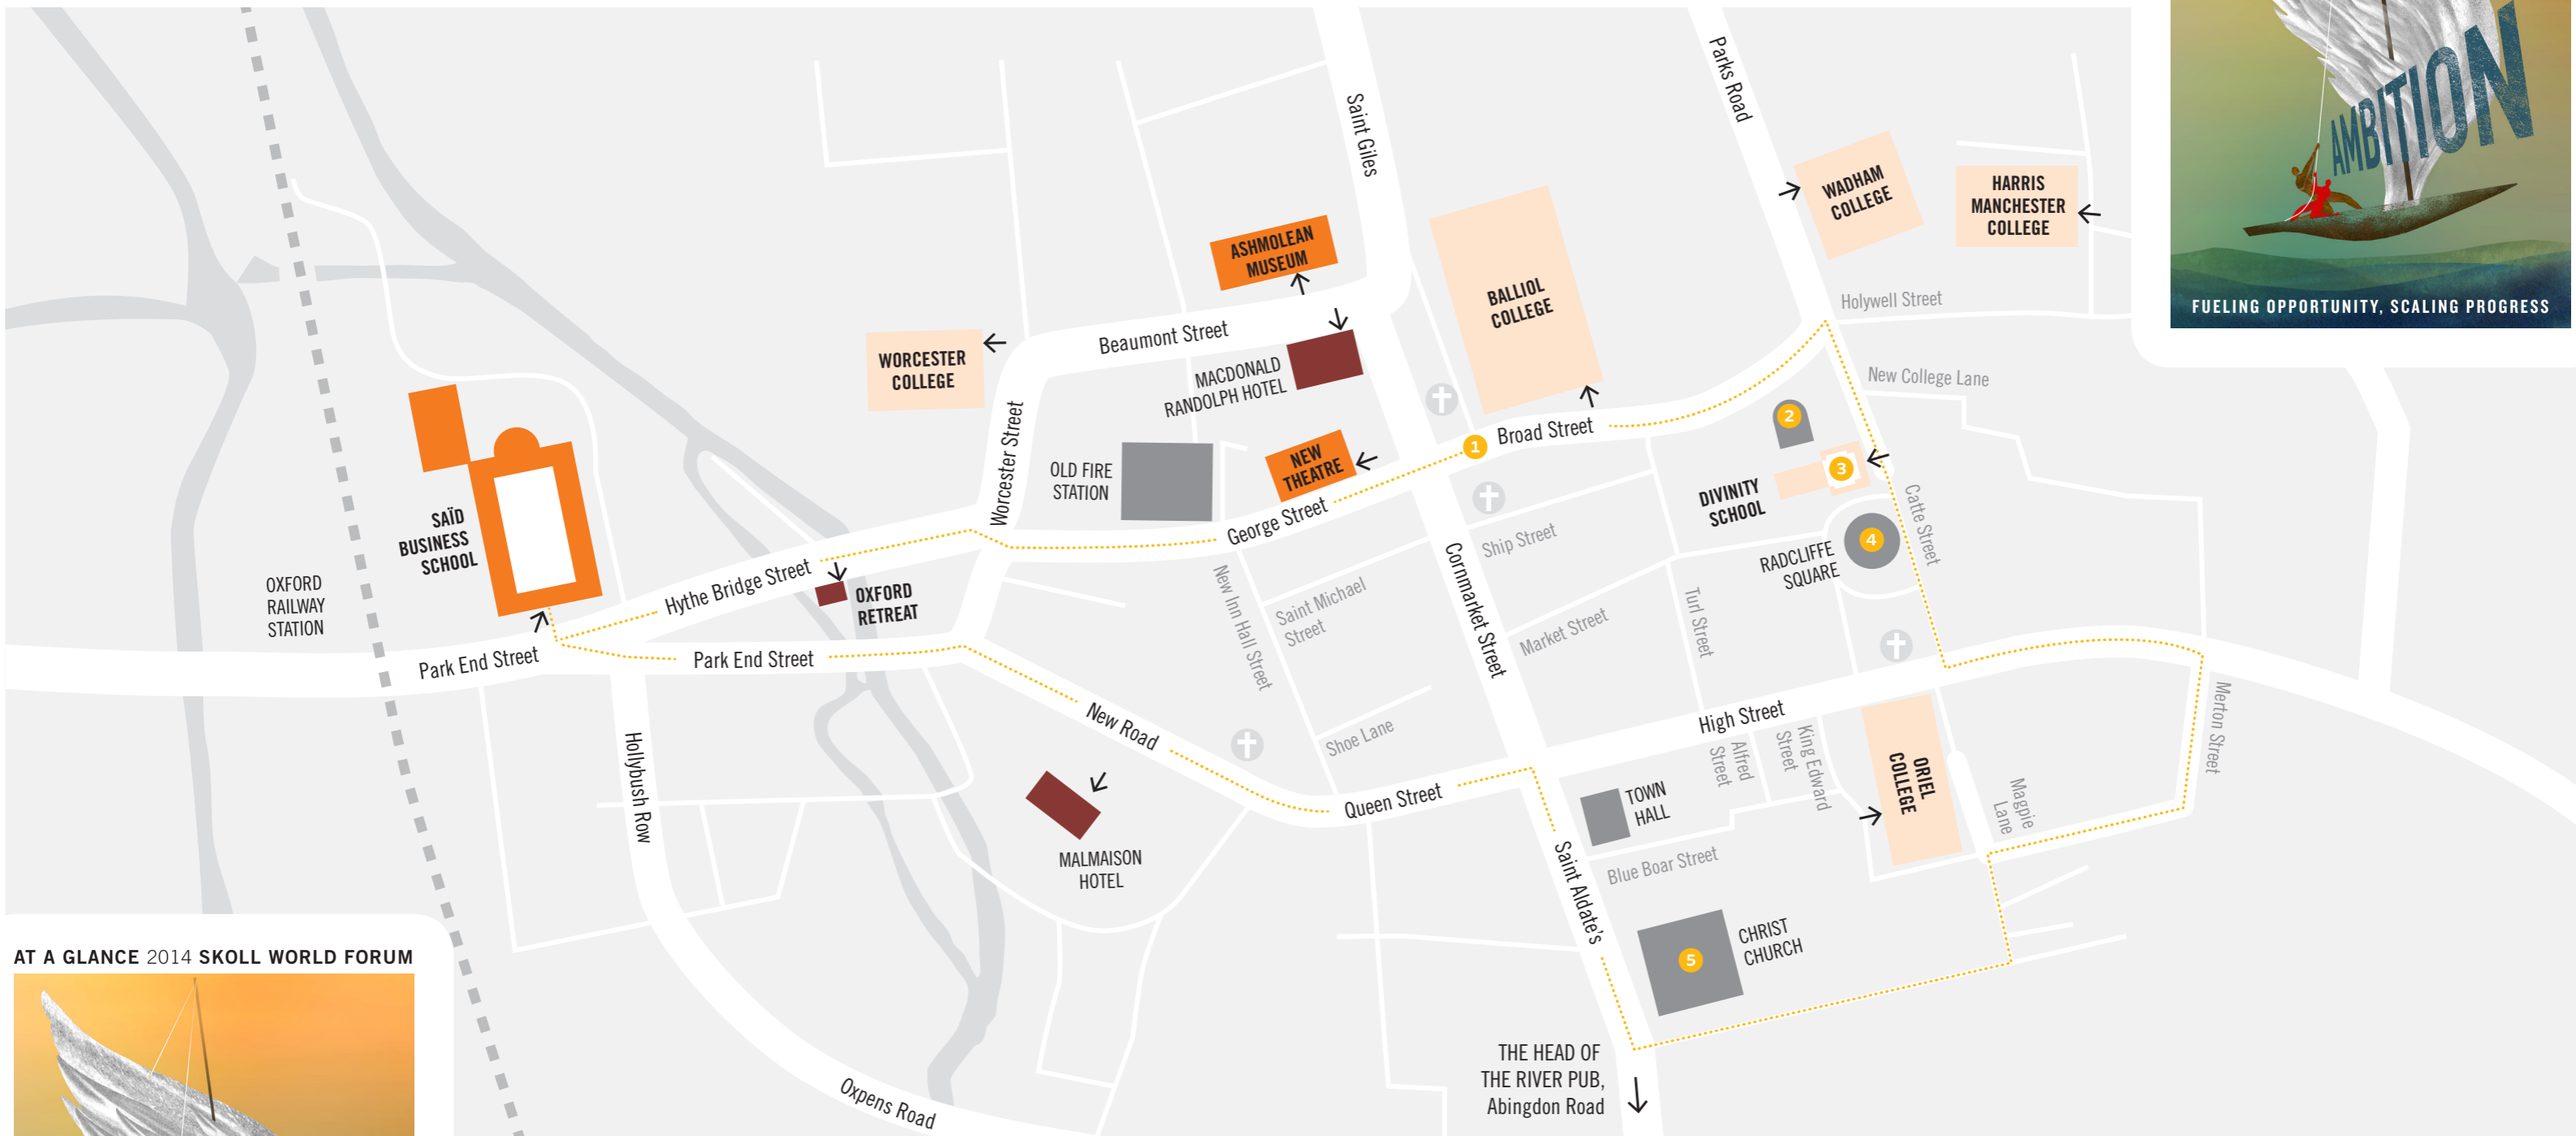 Saint Giles
Parks Road
AMBITION
FUELING OPPORTUNITY, SCALING PROGRESS
WADHAM
COLLEGE
HARRIS
MANCHESTER
COLLEGE
ASHMOLEAN
MUSEUM
BALLIOL
COLLEGE
Holywell Street
Beaumont Street
WORCESTER
COLLEGE
MACDONALD
RANDOLPH HOTEL
New College Lane
Worcester Street
OLD FIRE
STATION
NEW
THEATRE
1
Broad Street
2
3
DIVINITY
SCHOOL
Catte Street
4
RADCLIFFE
SQUARE
SAÏD
BUSINESS
SCHOOL
George Street
Ship Street
Cornmarket Street
OXFORD
RAILWAY
STATION
Hythe Bridge Street
OXFORD
RETREAT
New Inn Hall Street
Saint Michael
Street
Market Street
Turl Street
Park End Street
Park End Street
New Road
Shoe Lane
High Street
Alfred
Street
King Edward
Street
ORIEL
COLLEGE
Merton Street
Magpie
Lane
Hollybush Row
MALMAISON
HOTEL
Queen Street
TOWN
HALL
Blue Boar Street
Saint Aldate's
5
CHRIST
CHURCH
AT A GLANCE 2014 SKOLL WORLD FORUM
THE HEAD OF
THE RIVER PUB,
Abingdon Road
Oxpens Road